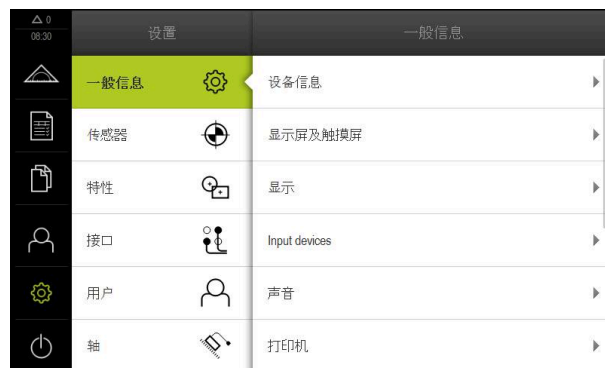 0
08:30
设置
一般信息
一般信息
传感器
特性
接口
用户
轴
设备信息
显示屏及触摸屏
显示
Input devices
声音
打印机